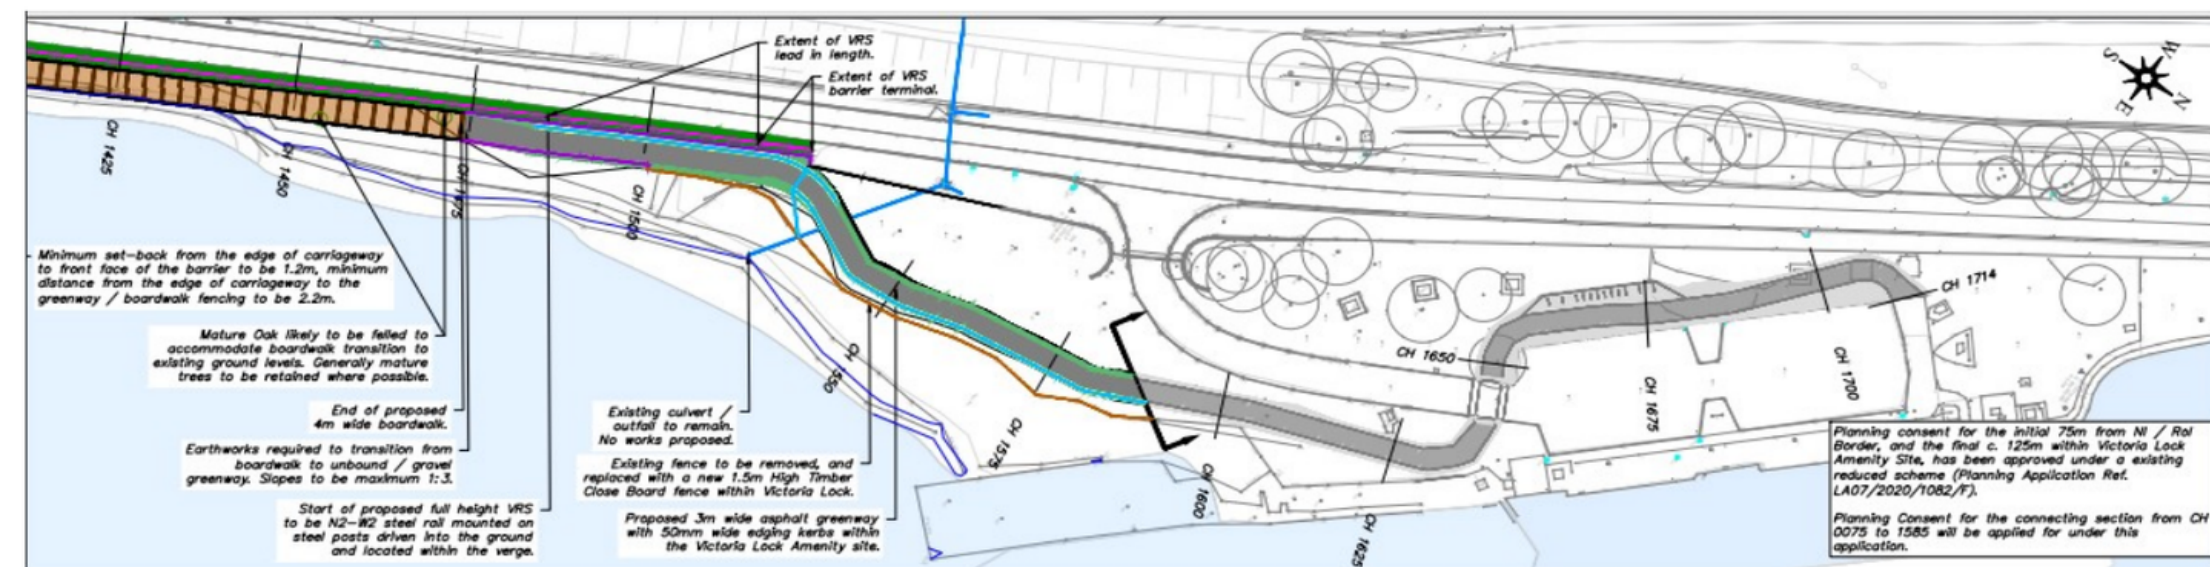 Extent of VRS
lead in length.
Extent of VRS
barrier terminal.
S
W
E
N
CH 1425
CH 1450
CH 1475
CH 1500
Minimum set-back from the edge of carriageway
to front face of the barrier to be 1.2m, minimum
distance from the edge of carriageway to the
greenway / boardwalk fencing to be 2.2m.
Mature Oak likely to be felled to
accommodate boardwalk transition to
existing ground levels. Generally mature
trees to be retained where possible.
End of proposed
4m wide boardwalk.
Earthworks required to transition from
boardwalk to unbound / gravel
greenway. Slopes to be maximum 1:3.
Start of proposed full height VRS
to be N2-W2 steel rail mounted on
steel posts driven into the ground
and located within the verge.
Existing culvert /
outfall to remain.
No works proposed.
Existing fence to be removed, and
replaced with a new 1.5m High Timber
Close Board fence within Victoria Lock.
Proposed 3m wide asphalt greenway
with 50mm wide edging kerbs within
the Victoria Lock Amenity site.
CH 1550
CH 1575
CH 1600
CH 1625
CH 1650
CH 1675
CH 1700
CH 1714
Planning consent for the initial 75m from NI / RoI
Border, and the final c. 125m within Victoria Lock
Amenity Site, has been approved under a existing
reduced scheme (Planning Application Ref.
LA07/2020/1082/F).
Planning Consent for the connecting section from CH
0075 to 1585 will be applied for under this
application.